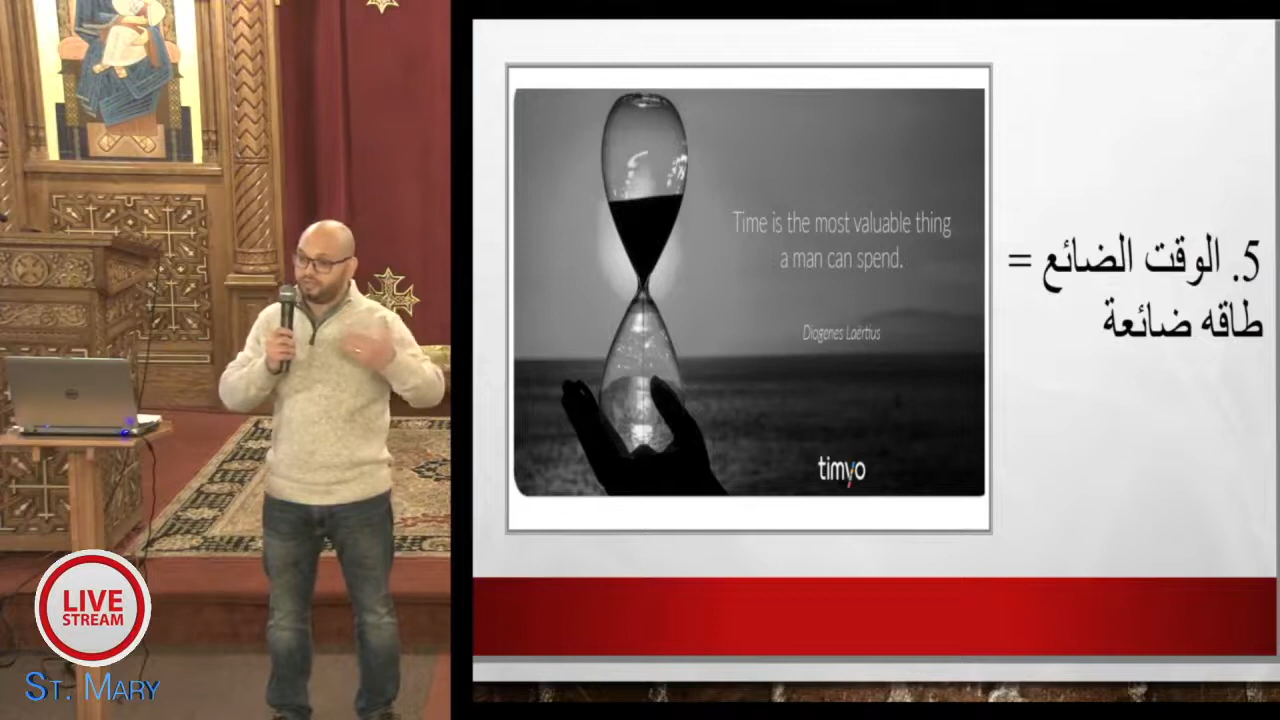 Time is the most valuable thing
a man can spend.
Diogenes Laërtius
timyo
5. الوقت الضائع =
طاقه ضائعة
LIVE
STREAM
ST. MARY
DELL